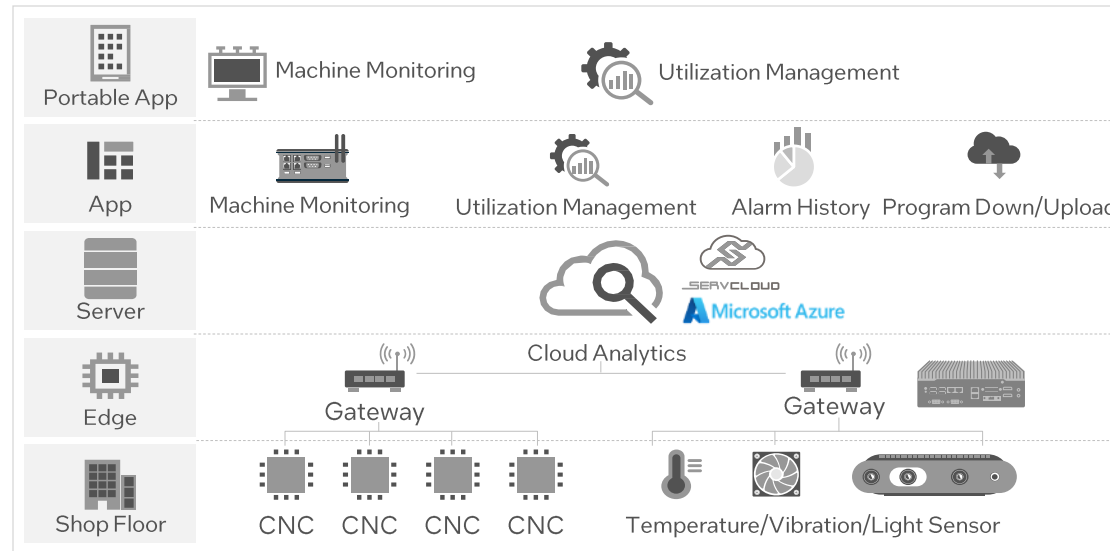 Portable App
Machine Monitoring
Utilization Management
App
Machine Monitoring
Utilization Management
Alarm History
Program Down/Upload
Server
SERVCLOUD
Microsoft Azure
Edge
Cloud Analytics
Gateway
Gateway
Shop Floor
CNC
CNC
CNC
CNC
Temperature/Vibration/Light Sensor